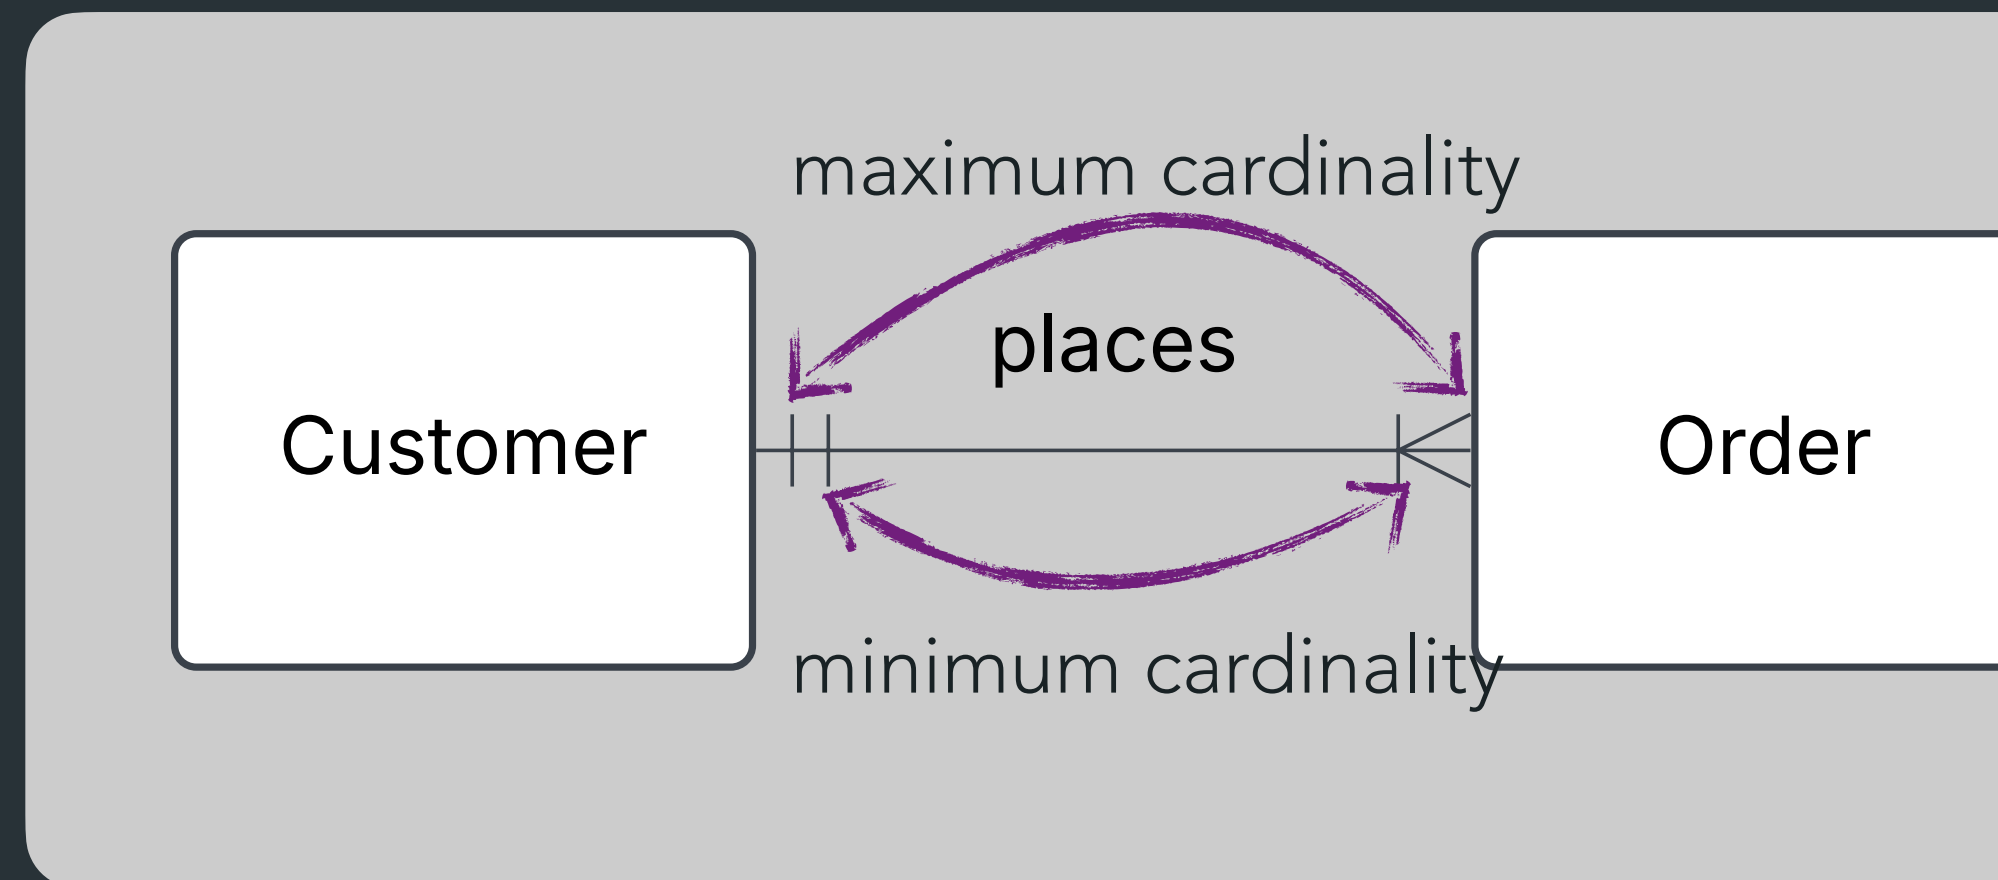 maximum cardinality
places
Customer
Order
minimum cardinality